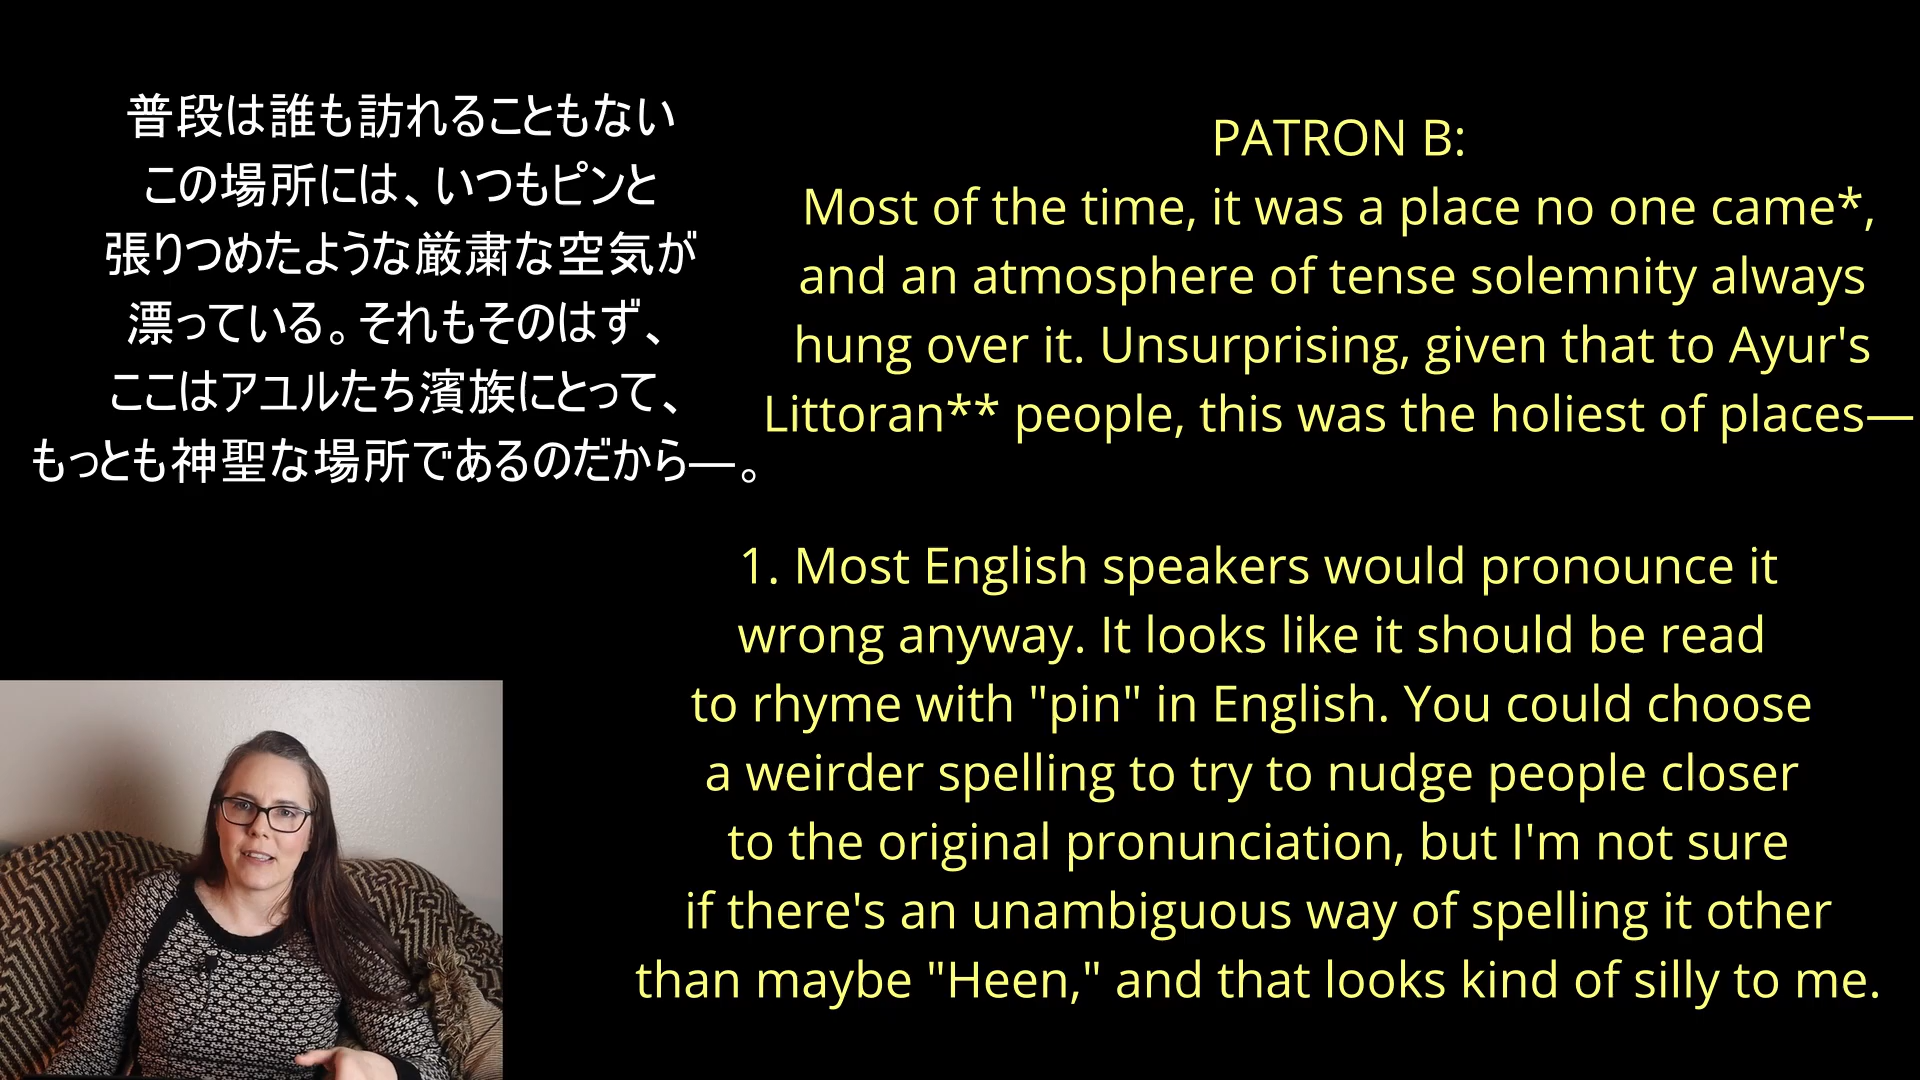 普段は誰も訪れることもない
この場所には、いつもピンと
張りつめたような厳粛な空気が
漂っている。それもそのはず、
ここはアユルたち濱族にとって、
もっとも神聖な場所であるのだから—。
PATRON B:
Most of the time, it was a place no one came*,
and an atmosphere of tense solemnity always
hung over it. Unsurprising, given that to Ayur's
Littoran** people, this was the holiest of places—
1. Most English speakers would pronounce it
wrong anyway. It looks like it should be read
to rhyme with "pin" in English. You could choose
a weirder spelling to try to nudge people closer
to the original pronunciation, but I'm not sure
if there's an unambiguous way of spelling it other
than maybe "Heen," and that looks kind of silly to me.